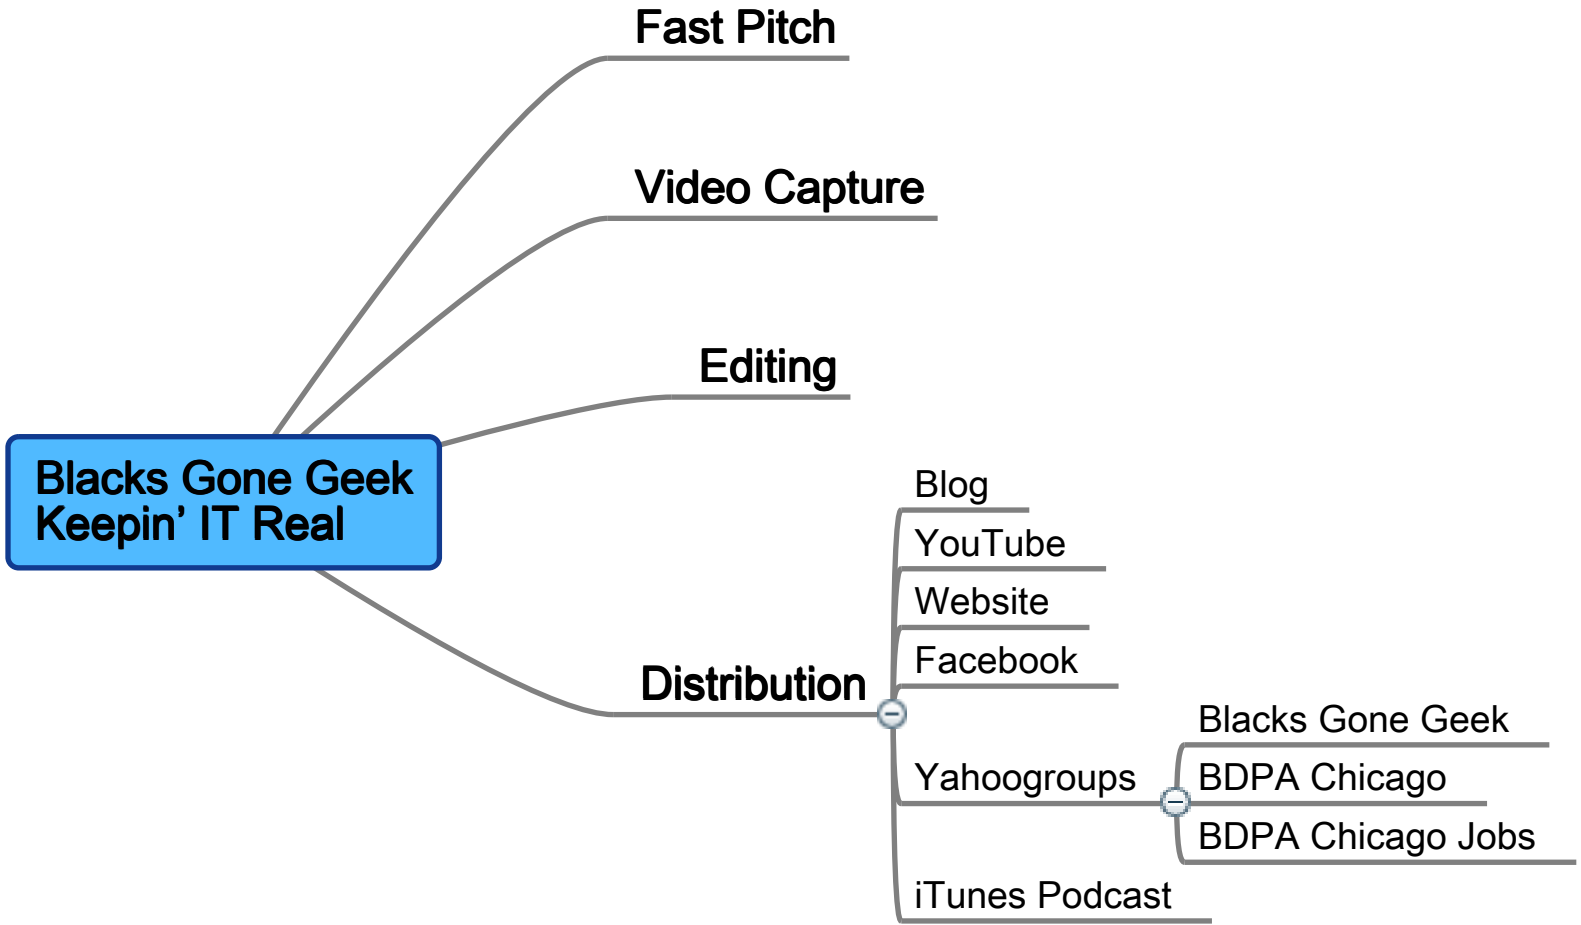 Fast Pitch
Video Capture
Editing
Blacks Gone Geek
Keepin’ IT Real
Distribution
Blog
YouTube
Website
Facebook
Yahoogroups
Blacks Gone Geek
BDPA Chicago
BDPA Chicago Jobs
iTunes Podcast